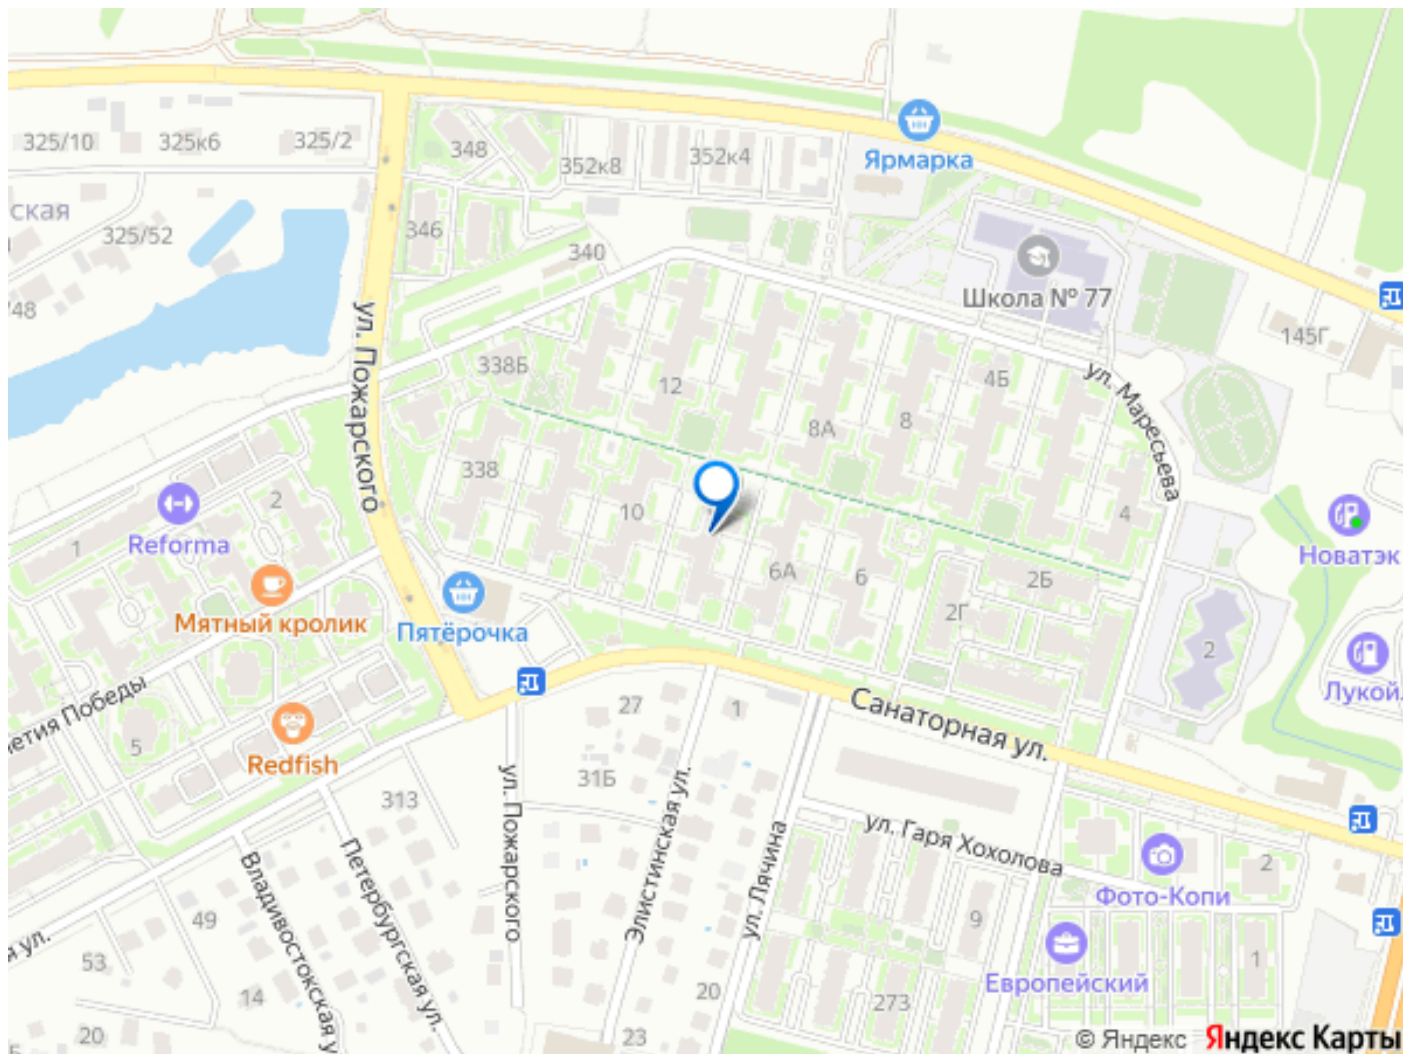 Ярмарка
325/10
325к6
325/2
348
352к8
352к4
ская
325/52
346
340
Школа № 77
/48
ул. Пожарского
338Б
12
4Б
145Г
ул. Маресьева
8А
8
338
10
4
2
1
Reforma
Новатэк
6А
6
2Б
Мятный кролик
Пятёрочка
2Г
2
Лукойл
етия Победы
5
Redfish
27
1
Санаторная ул.
31Б
313
ул. Пожарского
Элистинская ул.
ул. Лячина
ул. Гаря Хохолова
Владивостокская у
Петербургская ул.
2
Фото-Копи
49
9
я ул.
53
14
Европейский
1
20
273
20
23
© Яндекс Яндекс Карты